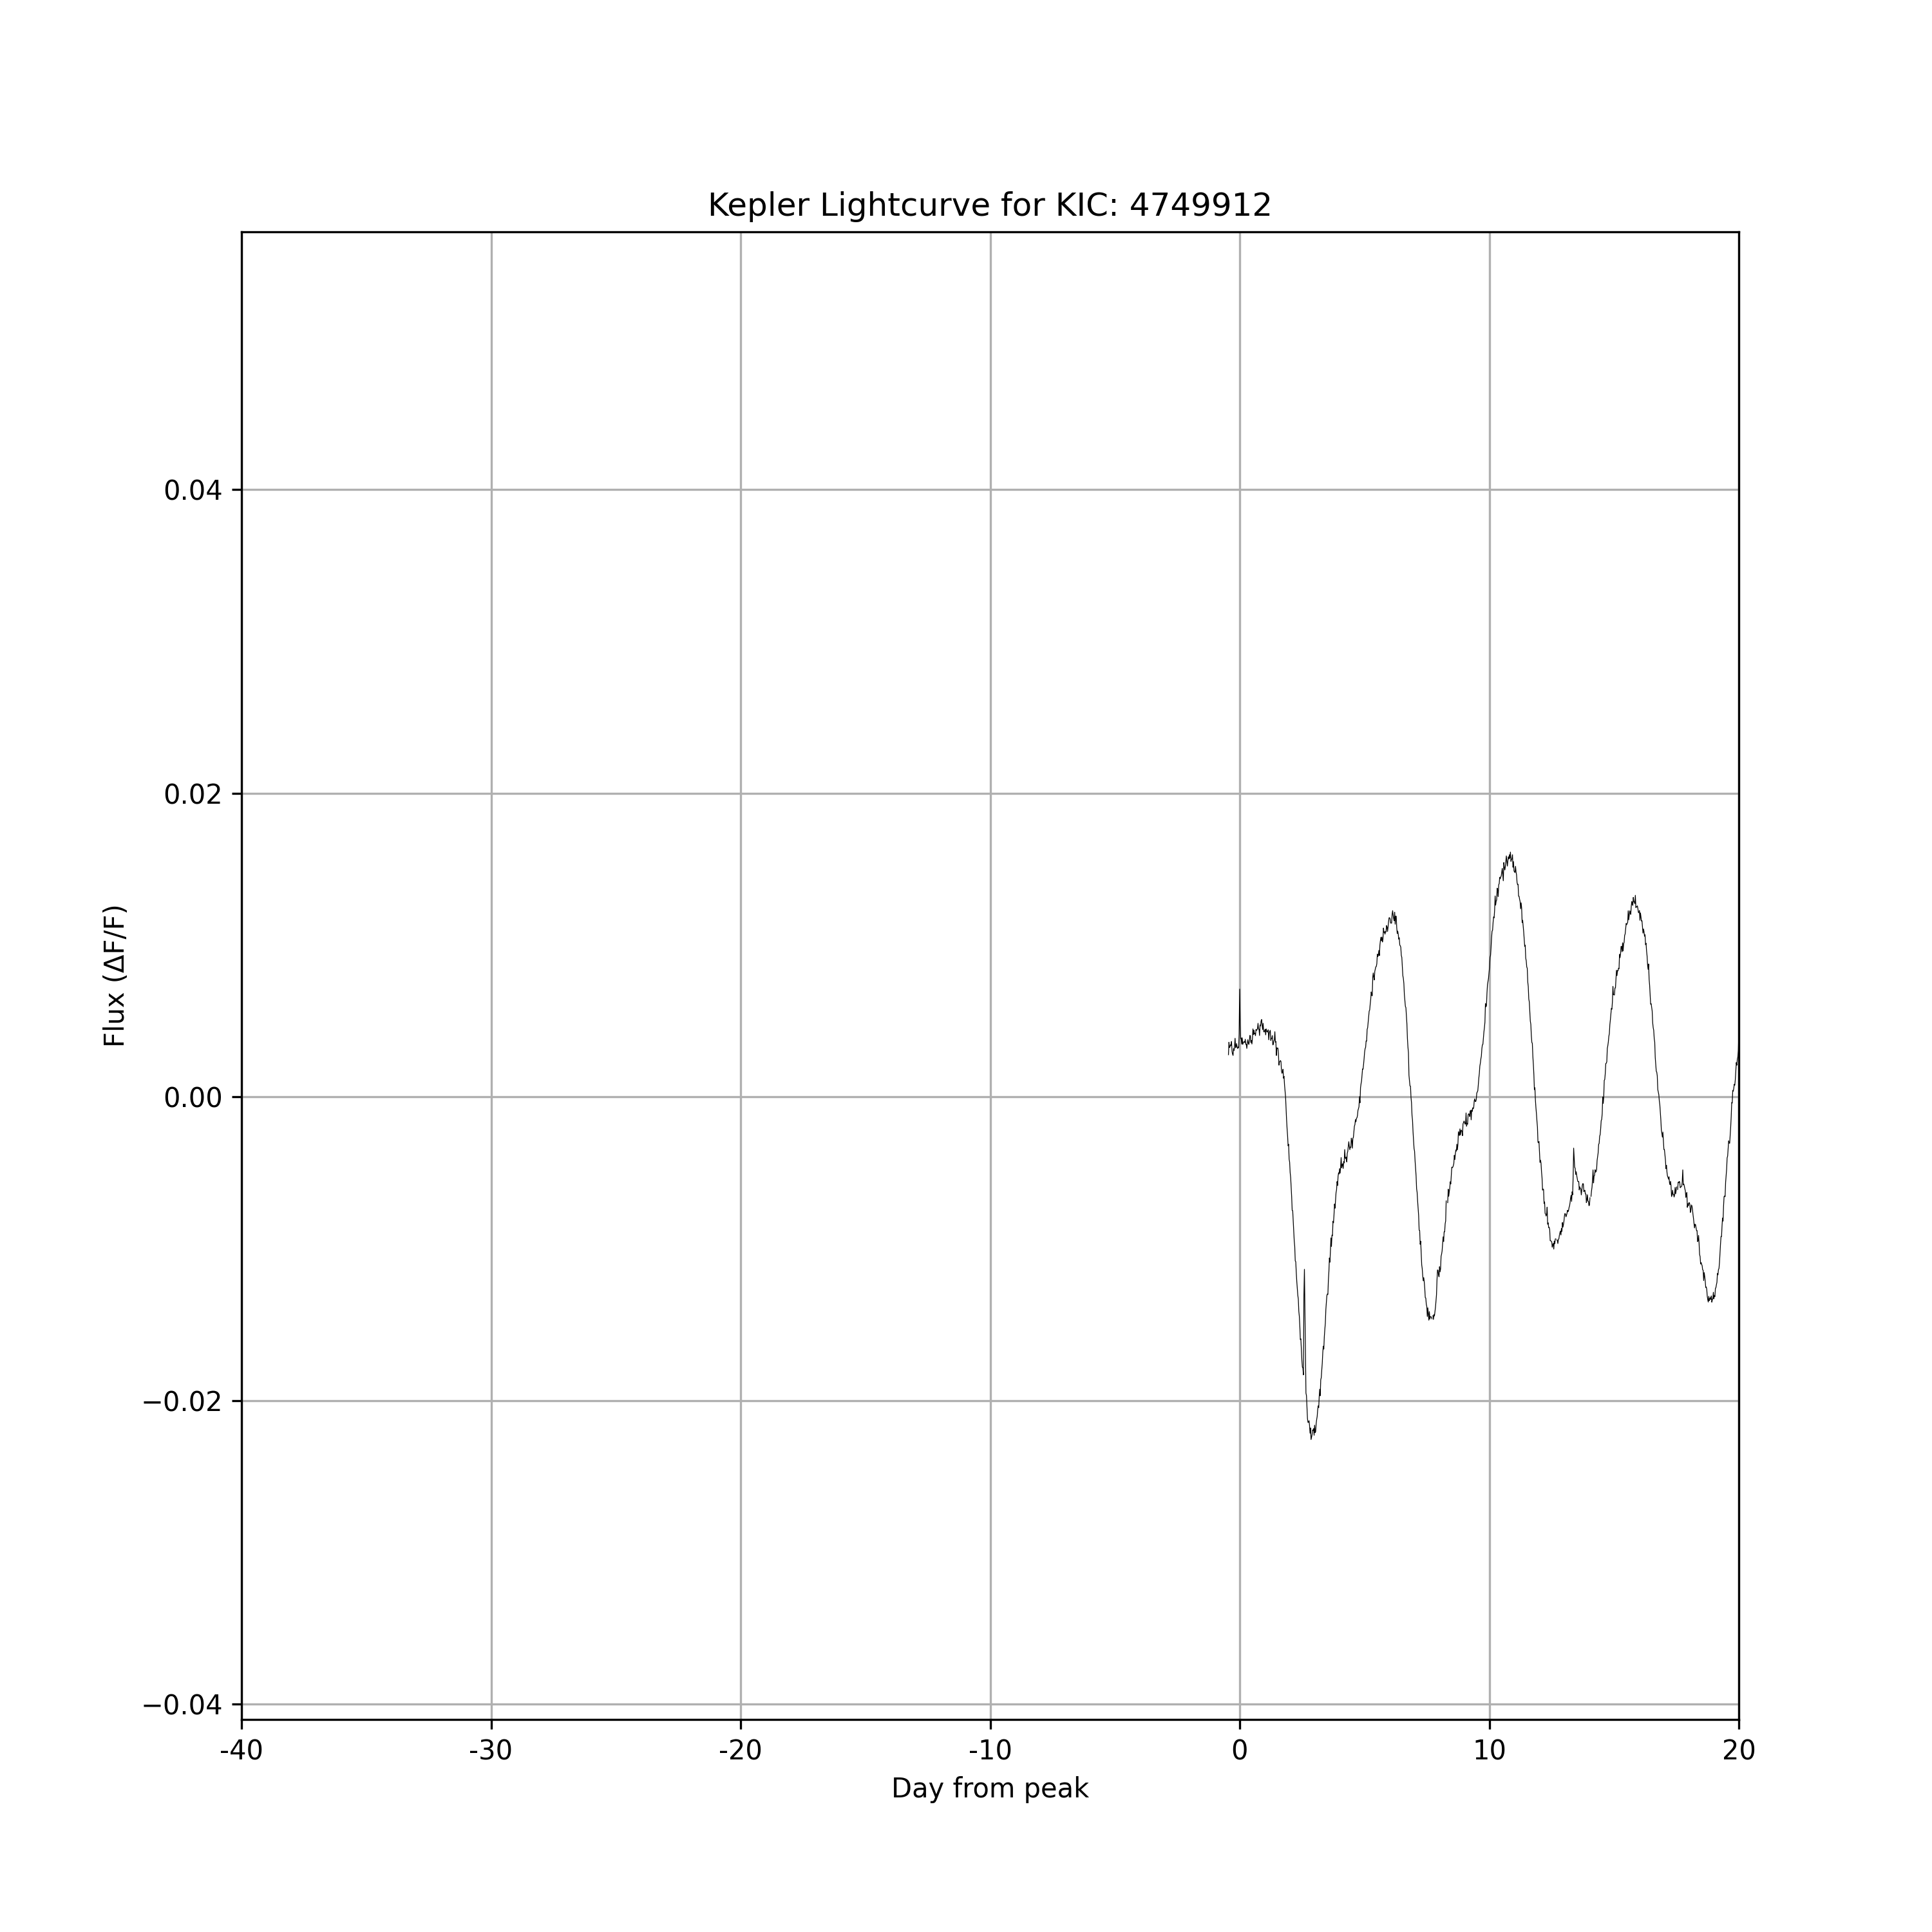 Kepler Lightcurve for KIC: 4749912
Flux (ΔF/F)
0.04
0.02
0.00
−0.02
−0.04
-40 -30 -20 -10 0 10 20
Day from peak